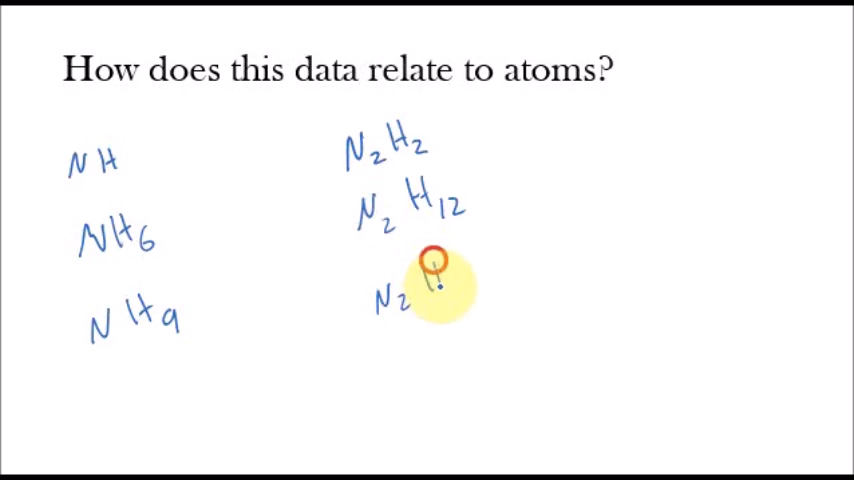 How does this data relate to atoms?
NH
NH₆
NH₉
N₂H₂
N₂H₁₂
N₂